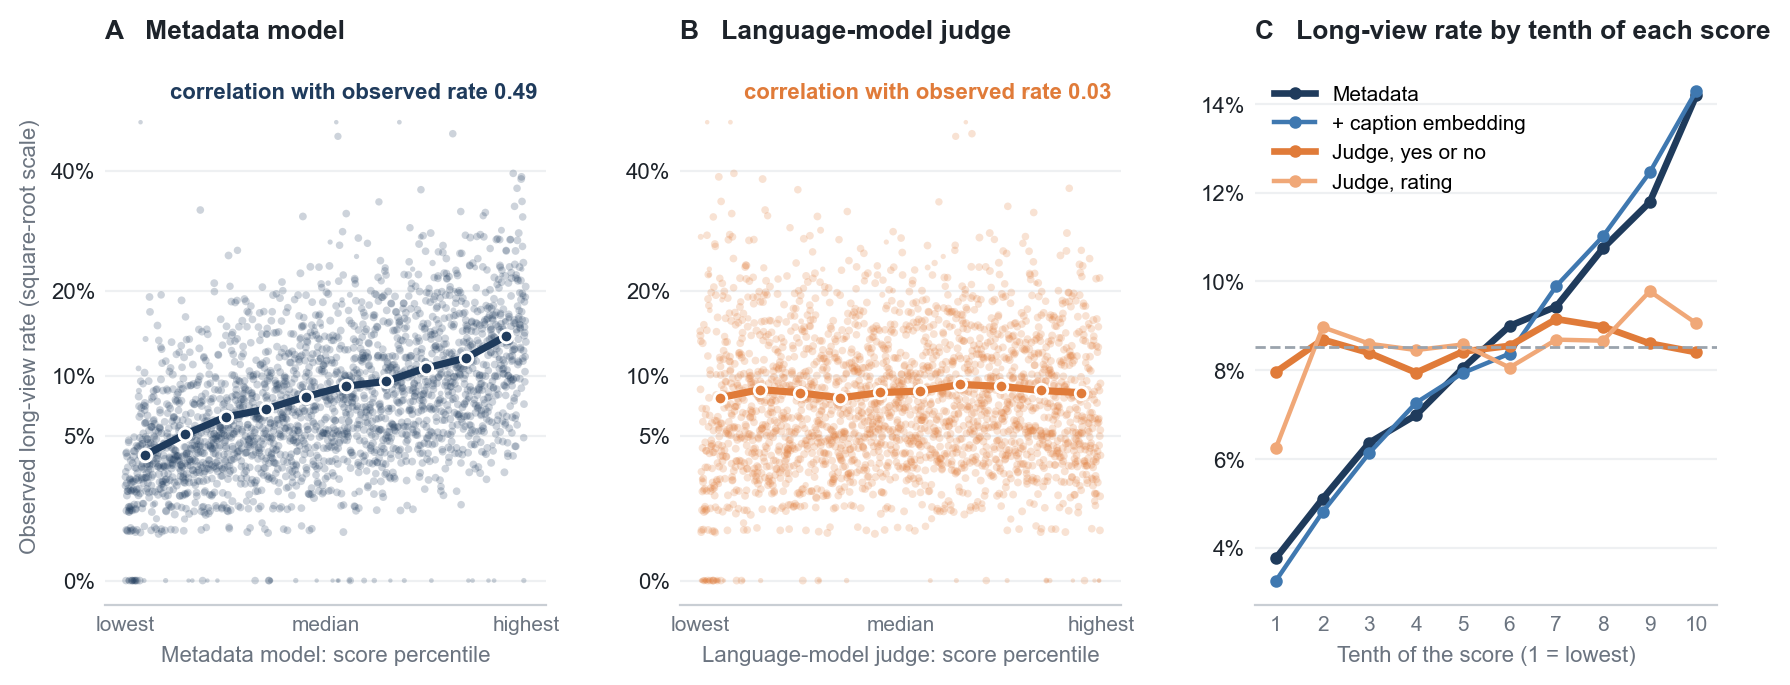 A Metadata model
correlation with observed rate 0.49
Observed long-view rate (square-root scale)
40%
20%
10%
5%
0%
lowest median highest
Metadata model: score percentile
B Language-model judge
correlation with observed rate 0.03
40%
20%
10%
5%
0%
lowest median highest
Language-model judge: score percentile
C Long-view rate by tenth of each score
Metadata
+ caption embedding
Judge, yes or no
Judge, rating
14%
12%
10%
8%
6%
4%
1 2 3 4 5 6 7 8 9 10
Tenth of the score (1 = lowest)